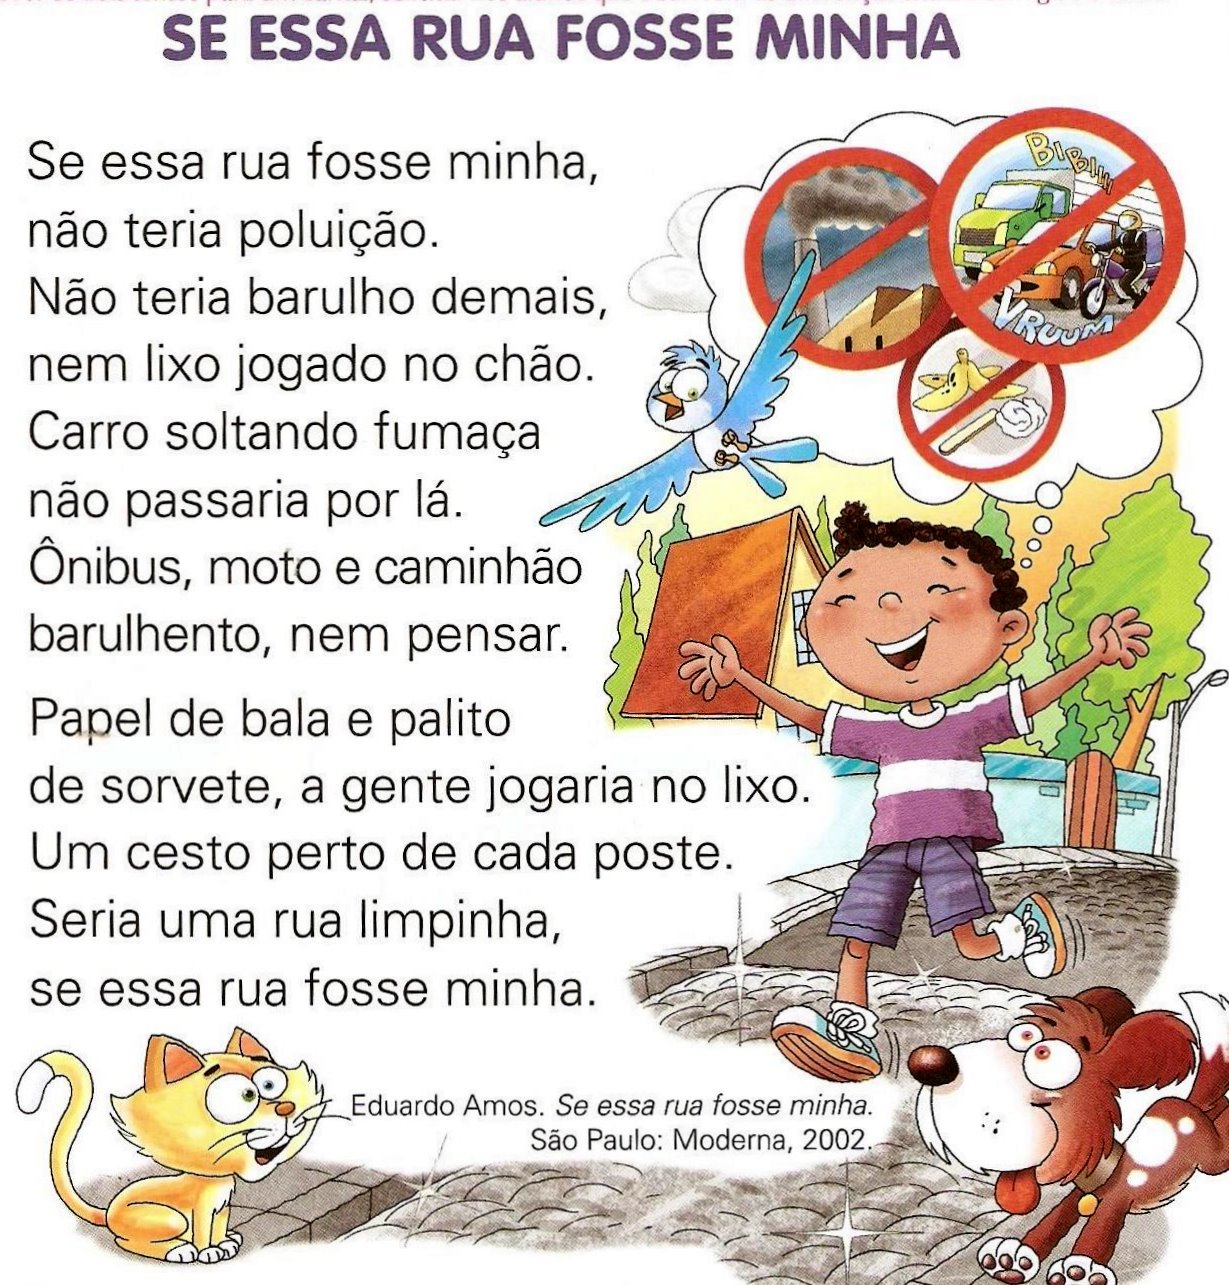 SE ESSA RUA FOSSE MINHA
Se essa rua fosse minha,
não teria poluição.
Não teria barulho demais,
nem lixo jogado no chão.
Carro soltando fumaça
não passaria por lá.
Ônibus, moto e caminhão
barulhento, nem pensar.
Papel de bala e palito
de sorvete, a gente jogaria no lixo.
Um cesto perto de cada poste.
Seria uma rua limpinha,
se essa rua fosse minha.
BI BIIII
VRUUM
Eduardo Amos. Se essa rua fosse minha.
São Paulo: Moderna, 2002.